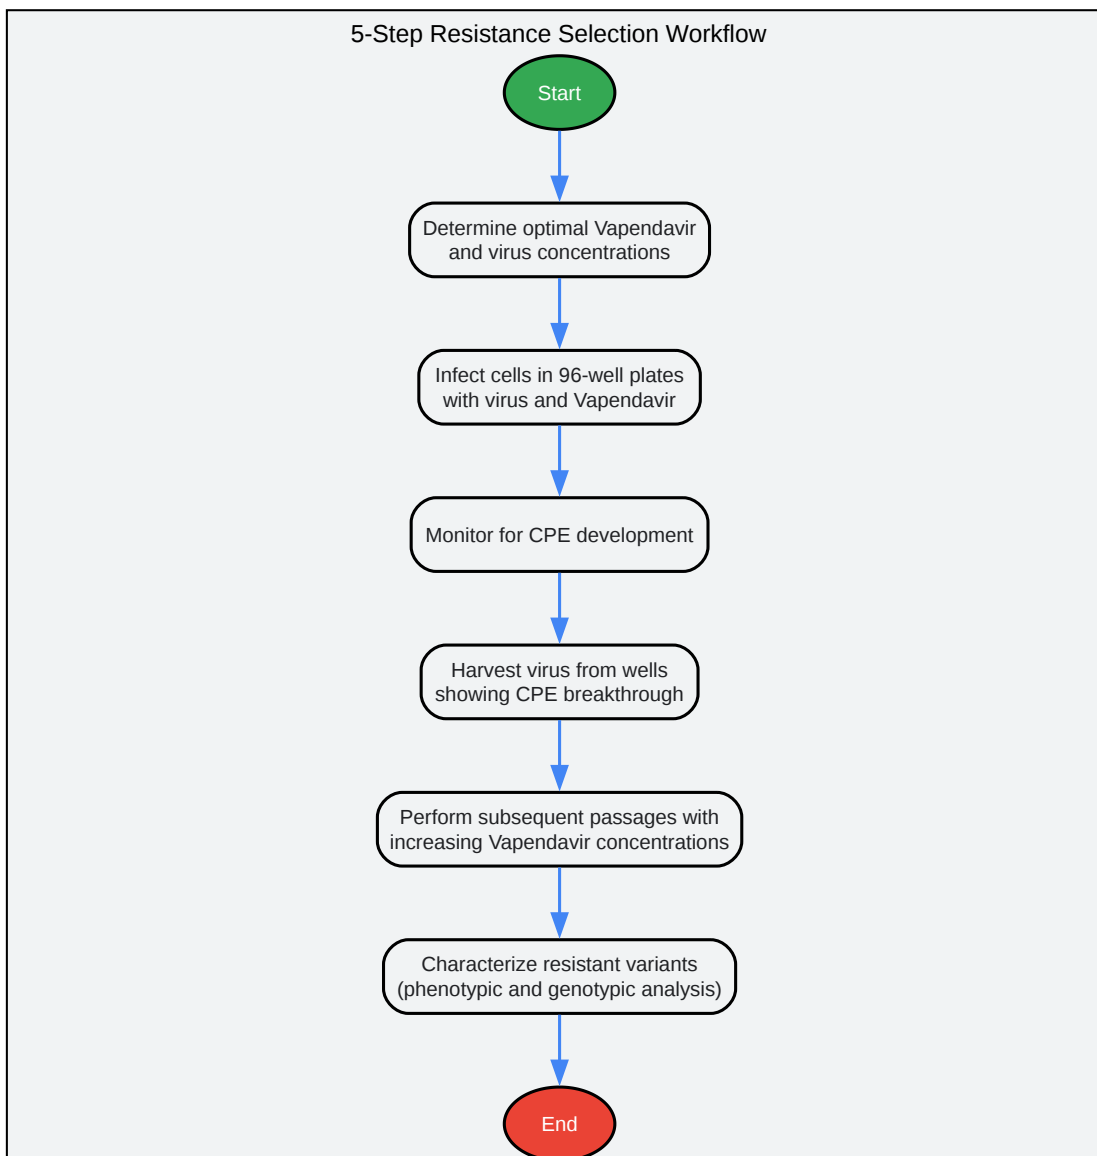 5-Step Resistance Selection Workflow
Start
Determine optimal Vapendavir
and virus concentrations
Infect cells in 96-well plates
with virus and Vapendavir
Monitor for CPE development
Harvest virus from wells
showing CPE breakthrough
Perform subsequent passages with
increasing Vapendavir concentrations
Characterize resistant variants
(phenotypic and genotypic analysis)
End